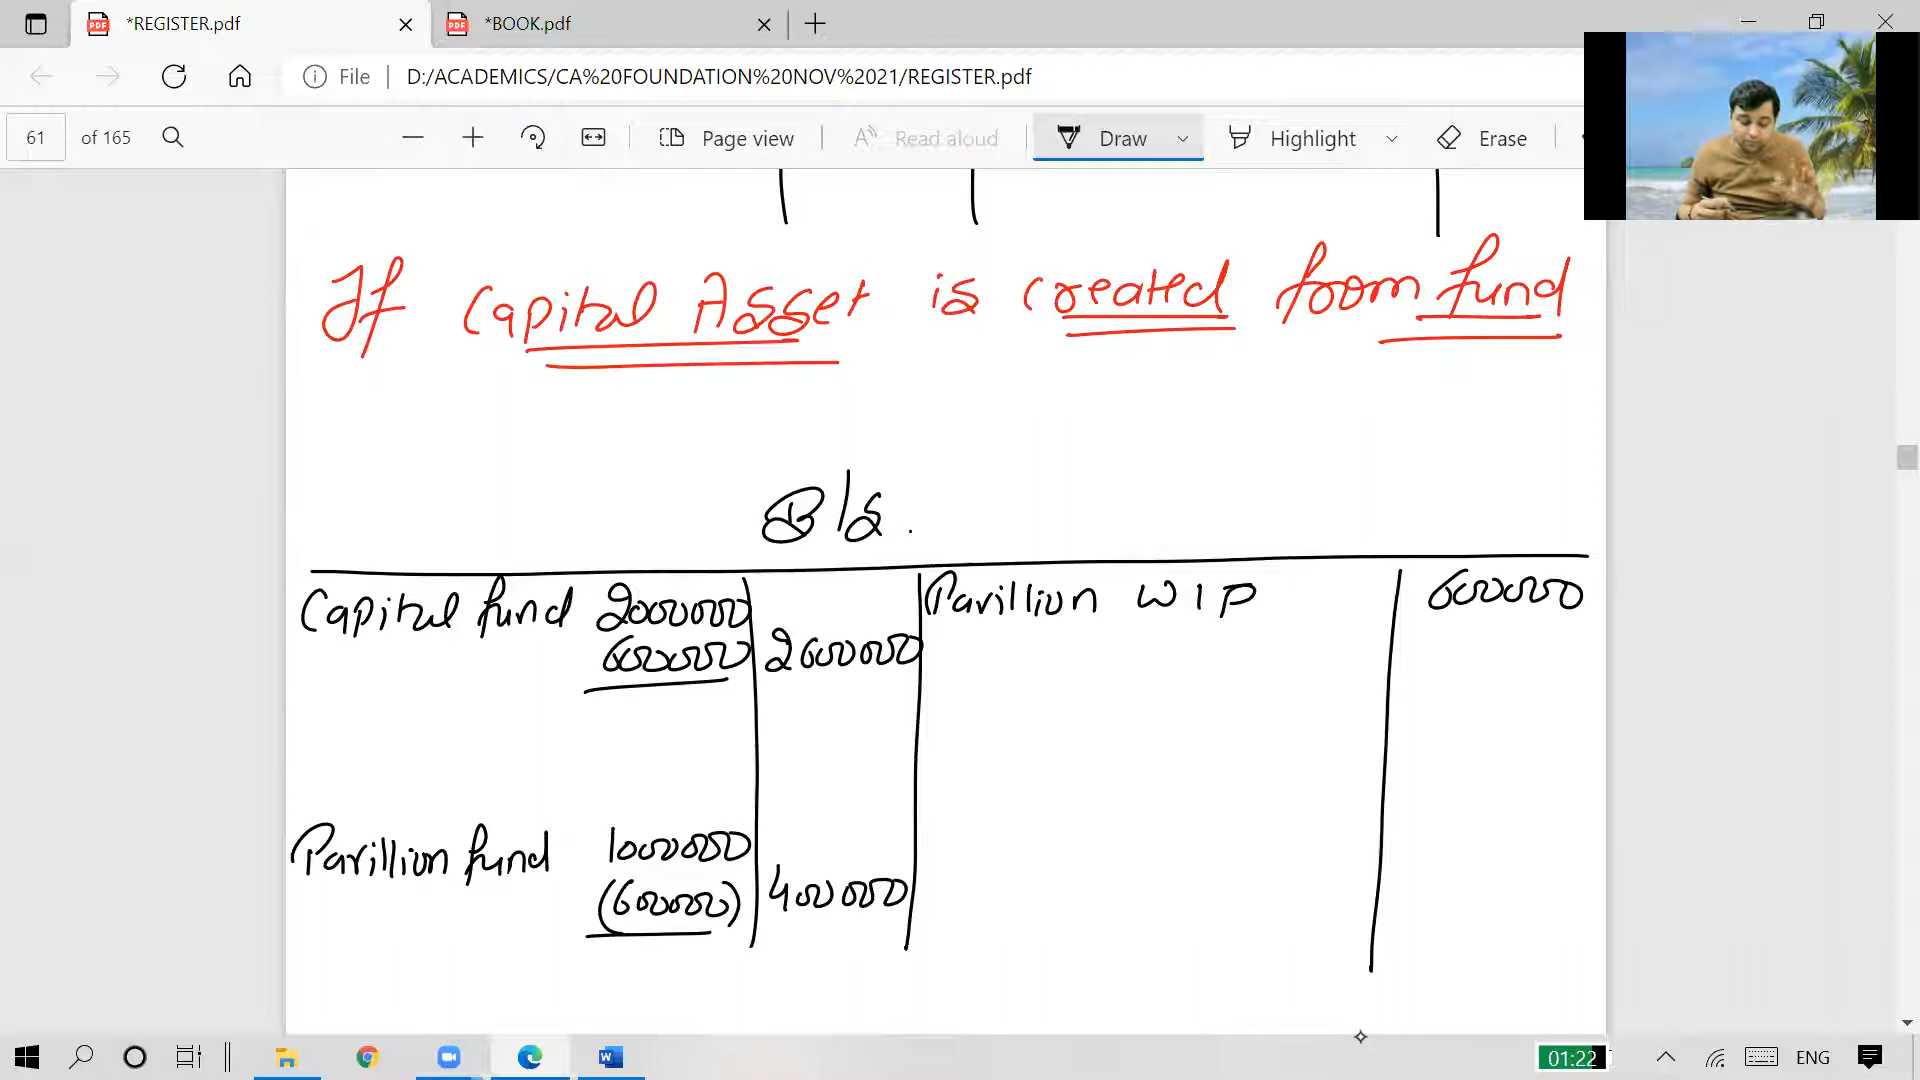 *REGISTER.pdf
*BOOK.pdf
File D:/ACADEMICS/CA%20FOUNDATION%20NOV%2021/REGISTER.pdf
61 of 165 Page view Read aloud Draw Highlight Erase
If Capital Asset is created from fund
B/S.
Capital fund 2000000 Pavillion WIP 600000
600000 2600000
Pavillion fund 1000000
(600000) 400000
01:22 ENG